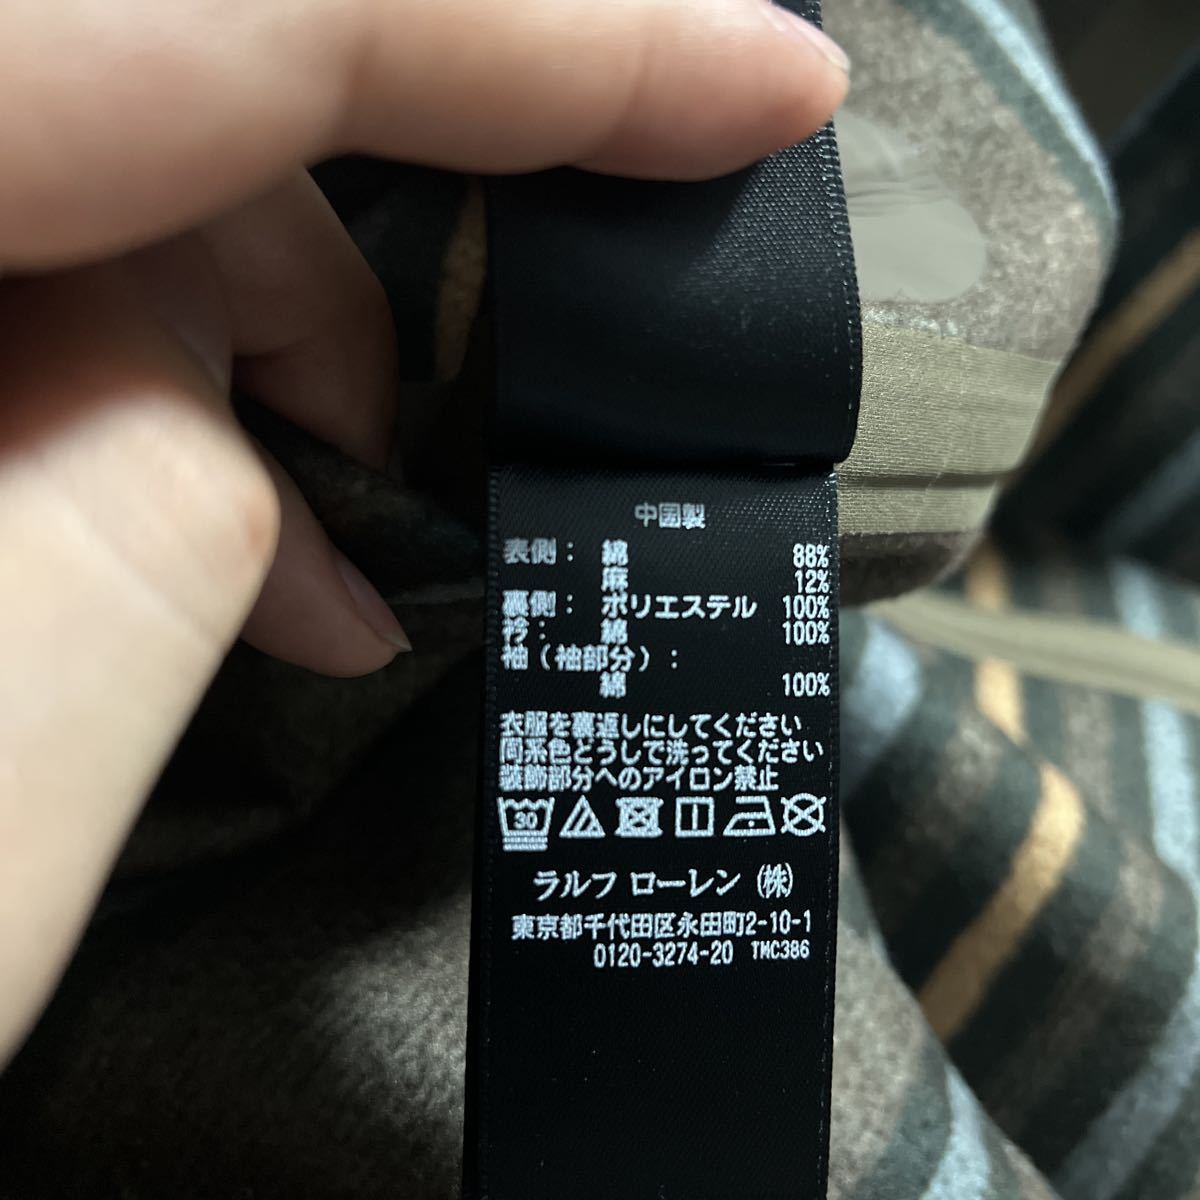 中国製
表側： 綿 88%
麻 12%
裏側： ポリエステル 100%
衿： 綿 100%
袖（袖部分）：
綿 100%
衣服を裏返しにしてください
同系色どうしで洗ってください
装飾部分へのアイロン禁止
30
ラルフ ローレン（株）
東京都千代田区永田町2-10-1
0120-3274-20 TMC386